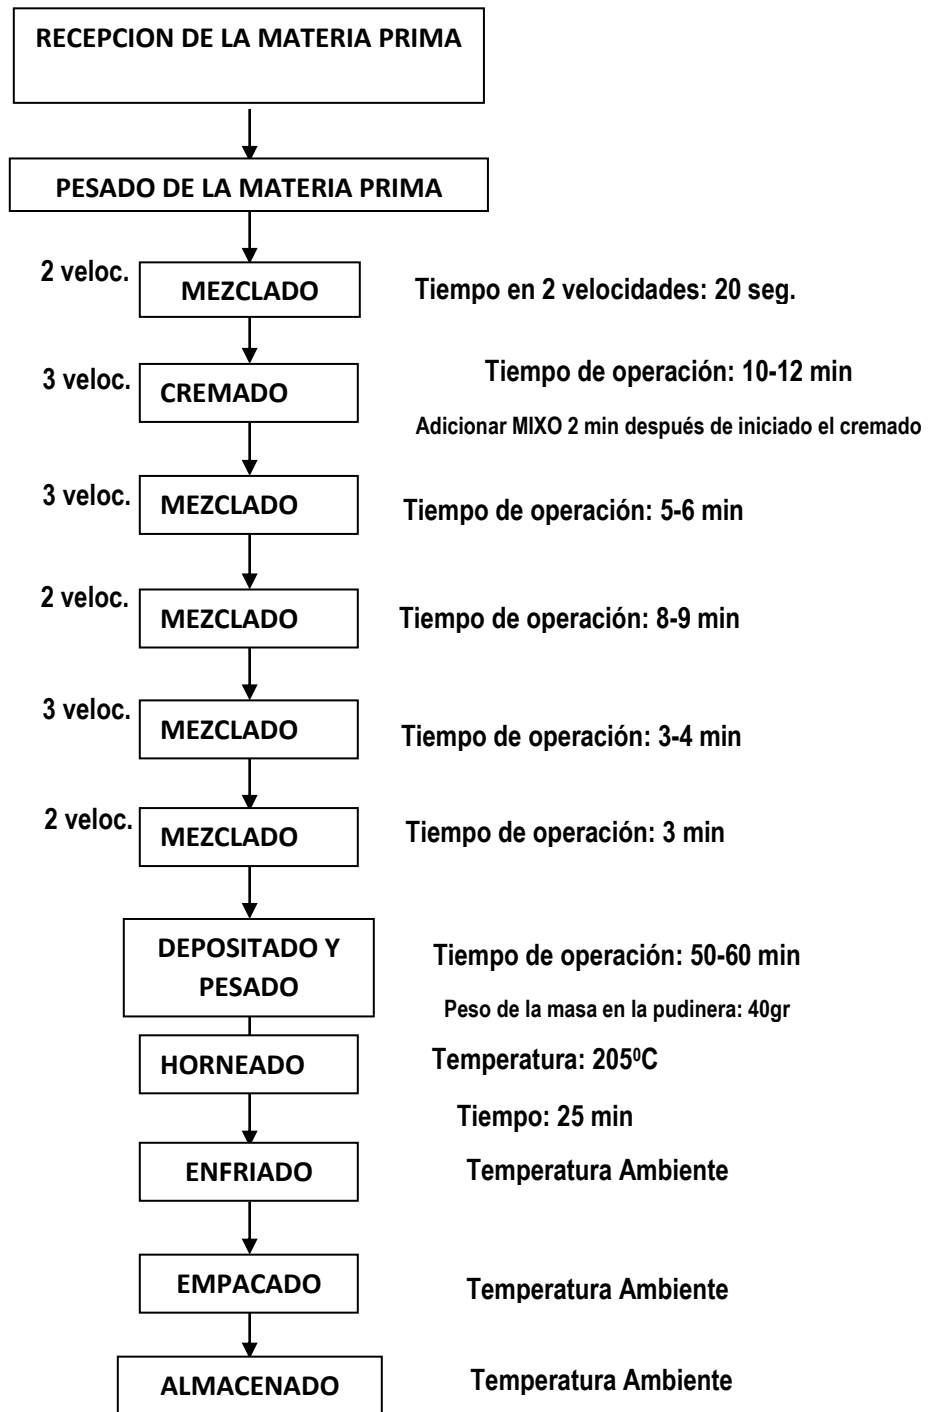 RECEPCION DE LA MATERIA PRIMA
PESADO DE LA MATERIA PRIMA
2 veloc.
MEZCLADO
Tiempo en 2 velocidades: 20 seg.
3 veloc.
CREMADO
Tiempo de operación: 10-12 min
Adicionar MIXO 2 min después de iniciado el cremado
3 veloc.
MEZCLADO
Tiempo de operación: 5-6 min
2 veloc.
MEZCLADO
Tiempo de operación: 8-9 min
3 veloc.
MEZCLADO
Tiempo de operación: 3-4 min
2 veloc.
MEZCLADO
Tiempo de operación: 3 min
DEPOSITADO Y
PESADO
Tiempo de operación: 50-60 min
Peso de la masa en la pudinera: 40gr
HORNEADO
Temperatura: 205⁰C
Tiempo: 25 min
ENFRIADO
Temperatura Ambiente
EMPACADO
Temperatura Ambiente
ALMACENADO
Temperatura Ambiente